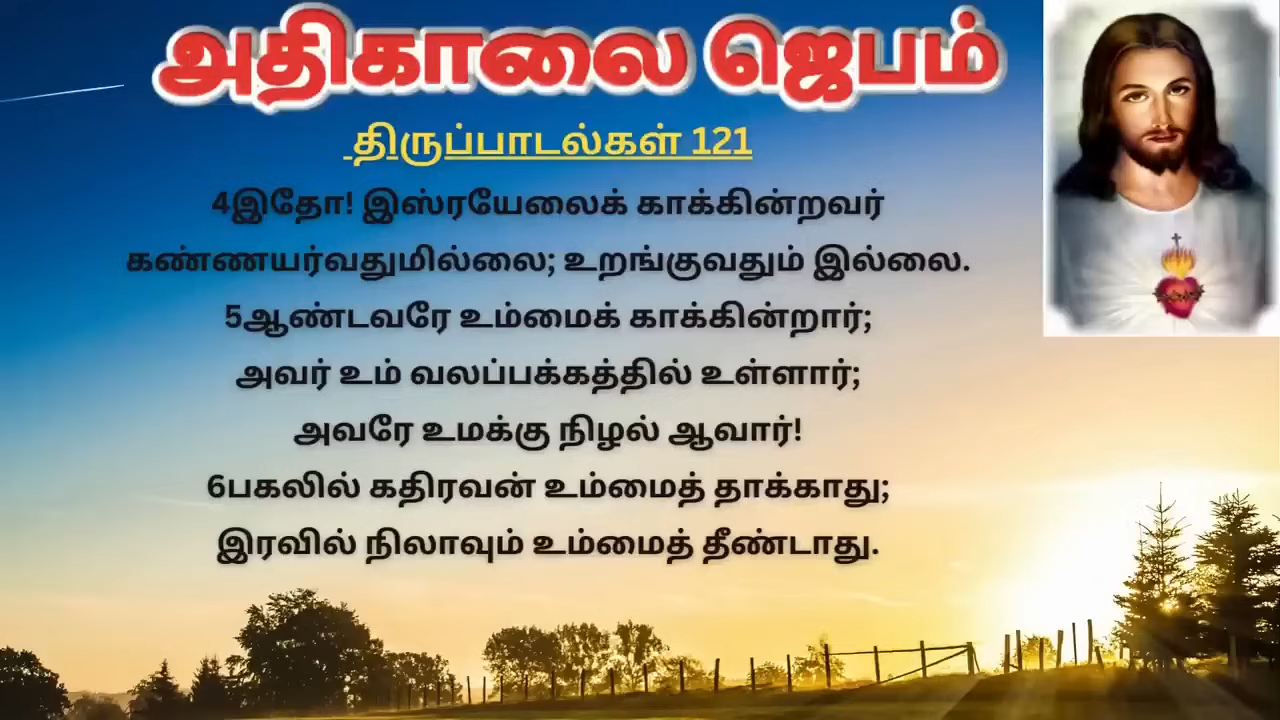 அதிகாலை ஜெபம்
திருப்பாடல்கள் 121
4இதோ! இஸ்ரயேலைக் காக்கின்றவர்
கண்ணயர்வதுமில்லை; உறங்குவதும் இல்லை.
5ஆண்டவரே உம்மைக் காக்கின்றார்;
அவர் உம் வலப்பக்கத்தில் உள்ளார்;
அவரே உமக்கு நிழல் ஆவார்!
6பகலில் கதிரவன் உம்மைத் தாக்காது;
இரவில் நிலாவும் உம்மைத் தீண்டாது.